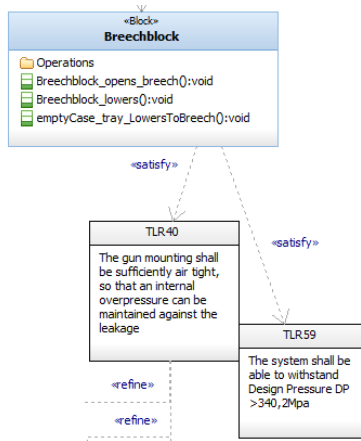 «Block»
Breechblock
Operations
Breechblock_opens_breech():void
Breechblock_lowers():void
emptyCase_tray_LowersToBreech():void
«satisfy»
«satisfy»
TLR40
The gun mounting shall
be sufficiently air tight,
so that an internal
overpressure can be
maintained against the
leakage
TLR59
The system shall be
able to withstand
Design Pressure DP
>340,2Mpa
«refine»
«refine»